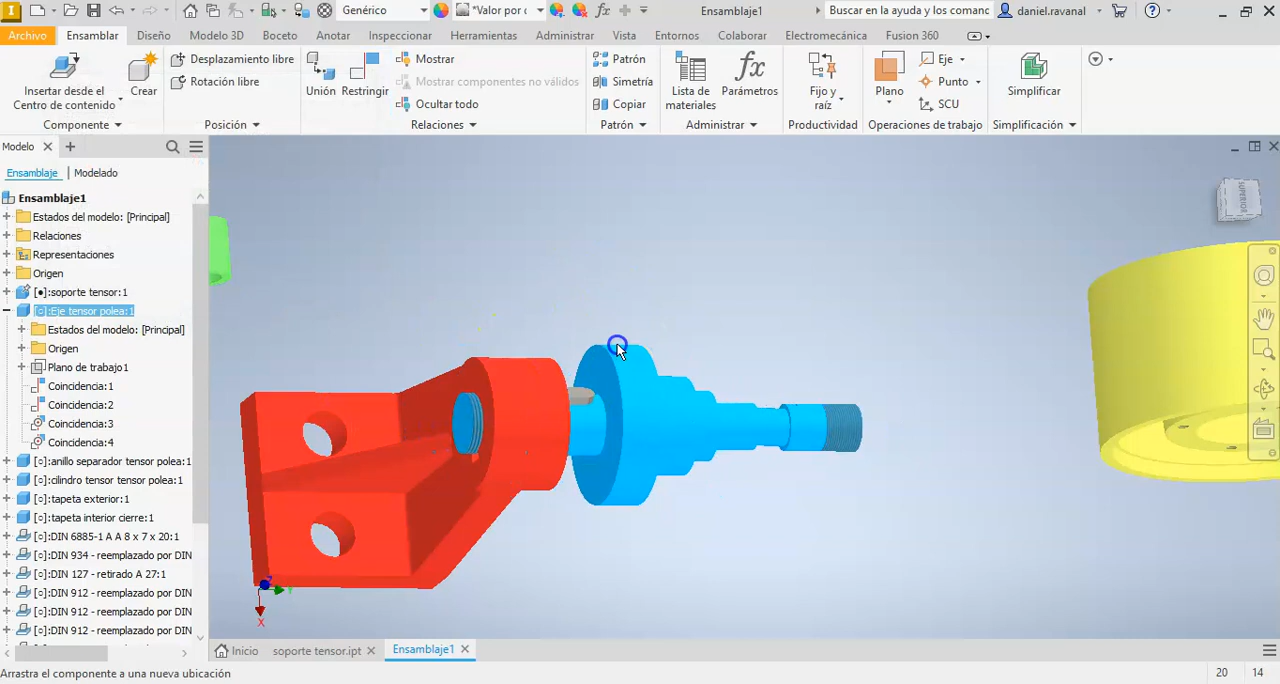 Genérico
*Valor por d
fx
Ensamblaje1
Buscar en la ayuda y los comanc
daniel.ravanal
Archivo Ensamblar Diseño Modelo 3D Boceto Anotar Inspeccionar Herramientas Administrar Vista Entornos Colaborar Electromecánica Fusion 360
Insertar desde el
Centro de contenido
Crear
Componente
Desplazamiento libre
Rotación libre
Posición
Unión
Restringir
Mostrar
Mostrar componentes no válidos
Ocultar todo
Relaciones
Patrón
Simetría
Copiar
Patrón
Lista de
materiales
fx
Parámetros
Administrar
Fijo y
raíz
Productividad
Plano
Eje
Punto
SCU
Operaciones de trabajo
Simplificar
Simplificación
Modelo
Ensamblaje | Modelado
Ensamblaje1
Estados del modelo: [Principal]
Relaciones
Representaciones
Origen
[•]:soporte tensor:1
[○]:Eje tensor polea:1
Estados del modelo: [Principal]
Origen
Plano de trabajo1
Coincidencia:1
Coincidencia:2
Coincidencia:3
Coincidencia:4
[○]:anillo separador tensor polea:1
[○]:cilindro tensor tensor polea:1
[○]:tapeta exterior:1
[○]:tapeta interior cierre:1
[○]:DIN 6885-1 A A 8 x 7 x 20:1
[○]:DIN 934 - reemplazado por DIN
[○]:DIN 127 - retirado A 27:1
[○]:DIN 912 - reemplazado por DIN
[○]:DIN 912 - reemplazado por DIN
[○]:DIN 912 - reemplazado por DIN
SUPERIOR
Z
Y
X
Inicio
soporte tensor.ipt
Ensamblaje1
Arrastra el componente a una nueva ubicación
20 14